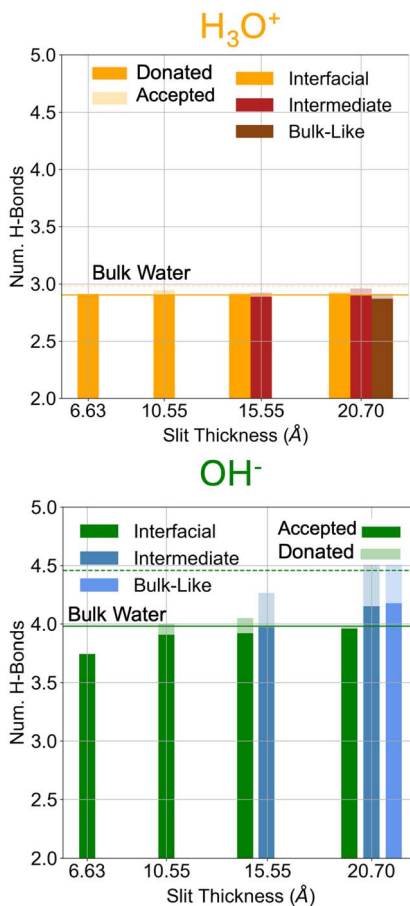 H₃O⁺
5.0
Donated
Accepted
Interfacial
Intermediate
Bulk-Like
4.5
4.0
3.5
Num. H-Bonds
Bulk Water
3.0
2.5
2.0
6.63 10.55 15.55 20.70
Slit Thickness (Å)
OH⁻
5.0
Interfacial
Intermediate
Bulk-Like
Accepted
Donated
4.5
Bulk Water
4.0
Num. H-Bonds
3.5
3.0
2.5
2.0
6.63 10.55 15.55 20.70
Slit Thickness (Å)